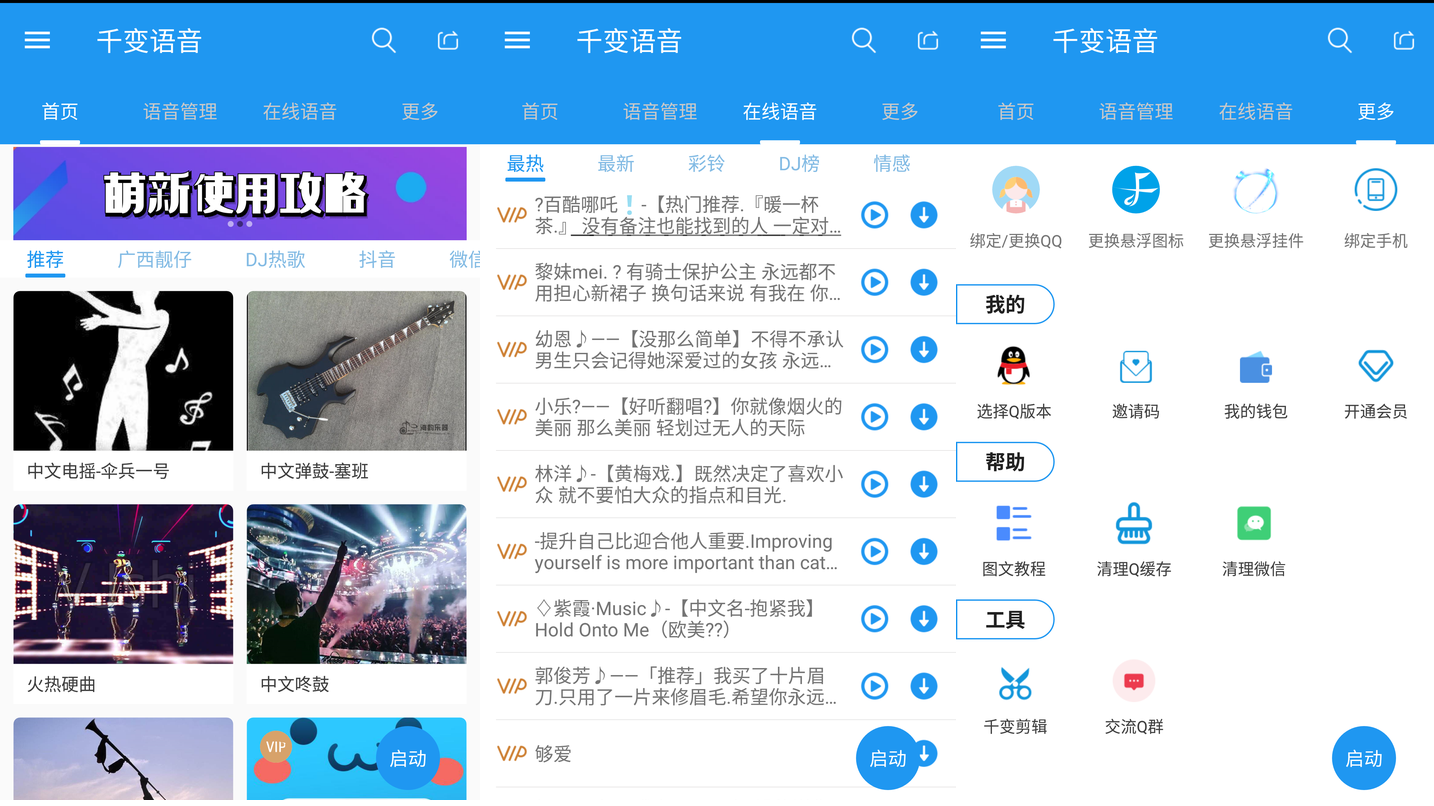 千变语音
首页 语音管理 在线语音 更多
萌新使用攻略
推荐 广西靓仔 DJ热歌 抖音 微信
中文电摇-伞兵一号
中文弹鼓-塞班
火热硬曲
中文咚鼓
VIP
启动
千变语音
首页 语音管理 在线语音 更多
最热 最新 彩铃 DJ榜 情感
VIP
?百酷哪吒❕-【热门推荐.『暖一杯
茶.』_没有备注也能找到的人 一定对...
VIP
黎妹mei.？有骑士保护公主 永远都不
用担心新裙子 换句话来说 有我在 你...
VIP
幼恩♪——【没那么简单】不得不承认
男生只会记得她深爱过的女孩 永远...
VIP
小乐?——【好听翻唱?】你就像烟火的
美丽 那么美丽 轻划过无人的天际
VIP
林洋♪-【黄梅戏.】既然决定了喜欢小
众 就不要怕大众的指点和目光.
VIP
-提升自己比迎合他人重要.Improving
yourself is more important than cat...
VIP
◇紫霞·Music♪-【中文名-抱紧我】
Hold Onto Me（欧美??）
VIP
郭俊芳♪——「推荐」我买了十片眉
刀.只用了一片来修眉毛.希望你永远...
VIP
够爱
启动
千变语音
首页 语音管理 在线语音 更多
绑定/更换QQ 更换悬浮图标 更换悬浮挂件 绑定手机
我的
选择Q版本 邀请码 我的钱包 开通会员
帮助
图文教程 清理Q缓存 清理微信
工具
千变剪辑 交流Q群
启动